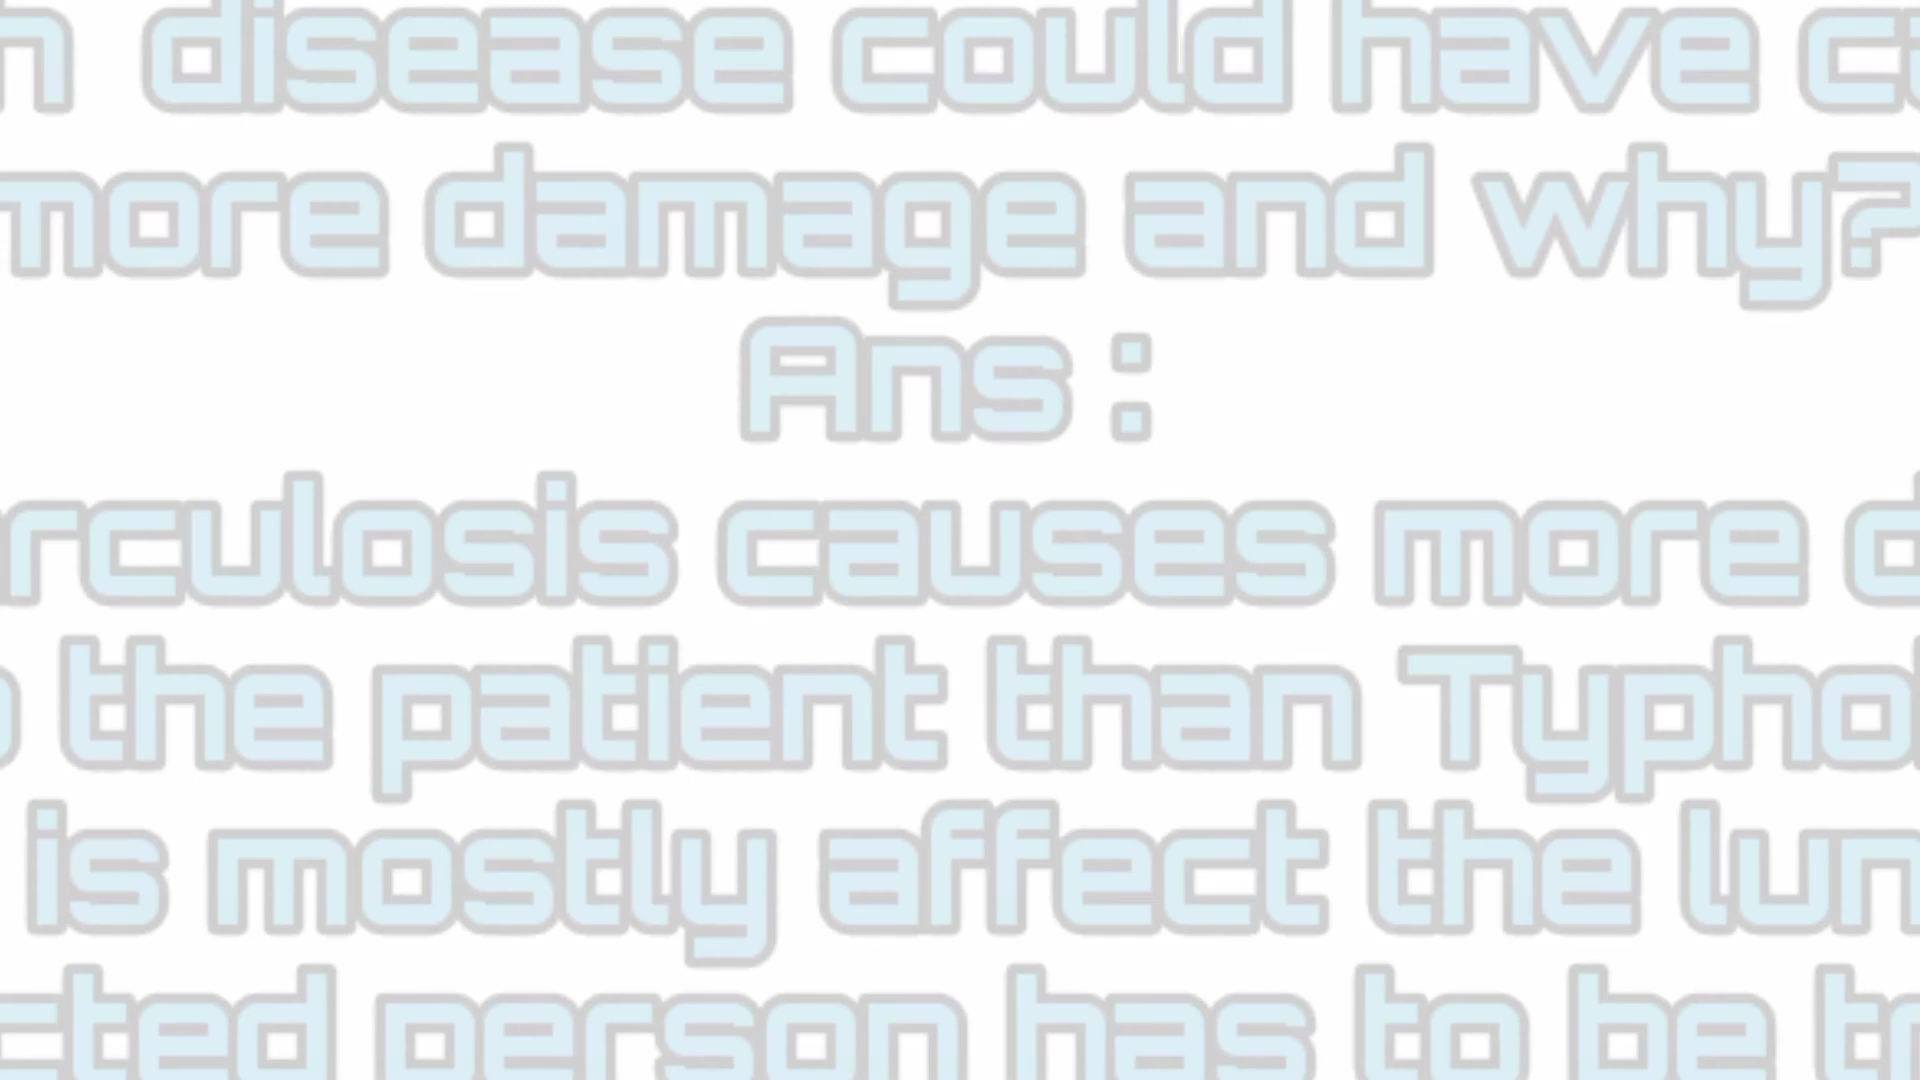 disease could have
more damage and why?
Ans :
causes more
the patient than
is mostly affect the
person has to be